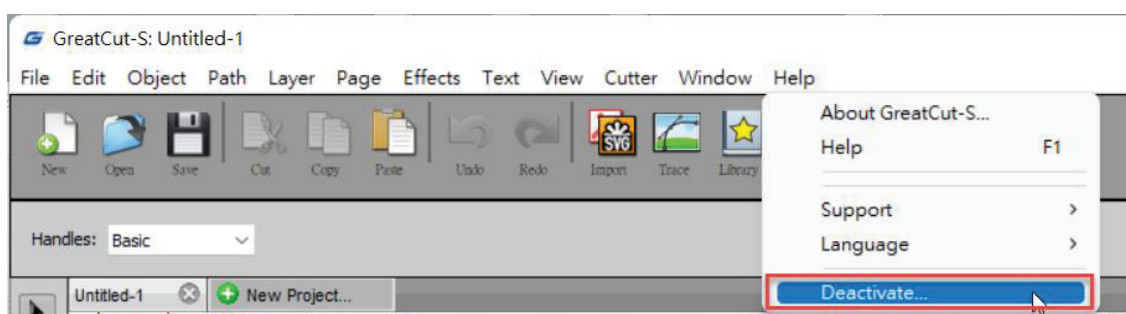 GreatCut-S: Untitled-1
File Edit Object Path Layer Page Effects Text View Cutter Window Help
New Open Save Cut Copy Paste Undo Redo Import Trace Library
SVG
Handles: Basic
Untitled-1 New Project...
About GreatCut-S...
Help F1
Support
Language
Deactivate...